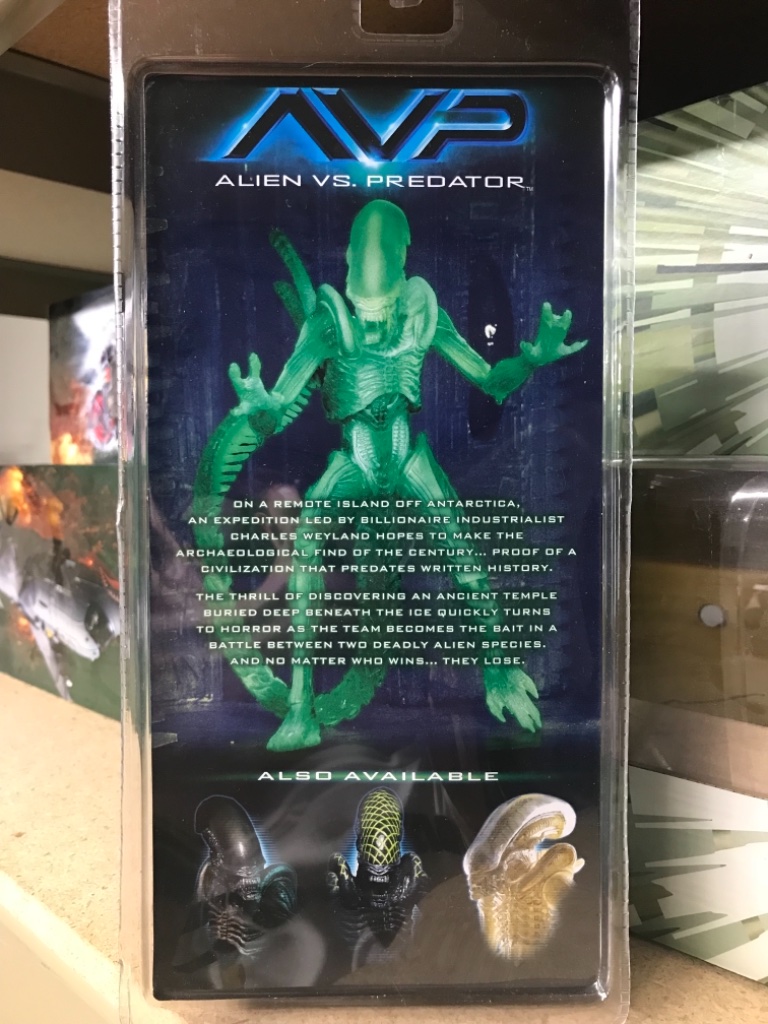 AVP
ALIEN VS. PREDATOR™
ON A REMOTE ISLAND OFF ANTARCTICA,
AN EXPEDITION LED BY BILLIONAIRE INDUSTRIALIST
CHARLES WEYLAND HOPES TO MAKE THE
ARCHAEOLOGICAL FIND OF THE CENTURY... PROOF OF A
CIVILIZATION THAT PREDATES WRITTEN HISTORY.
THE THRILL OF DISCOVERING AN ANCIENT TEMPLE
BURIED DEEP BENEATH THE ICE QUICKLY TURNS
TO HORROR AS THE TEAM BECOMES THE BAIT IN A
BATTLE BETWEEN TWO DEADLY ALIEN SPECIES.
AND NO MATTER WHO WINS... THEY LOSE.
ALSO AVAILABLE